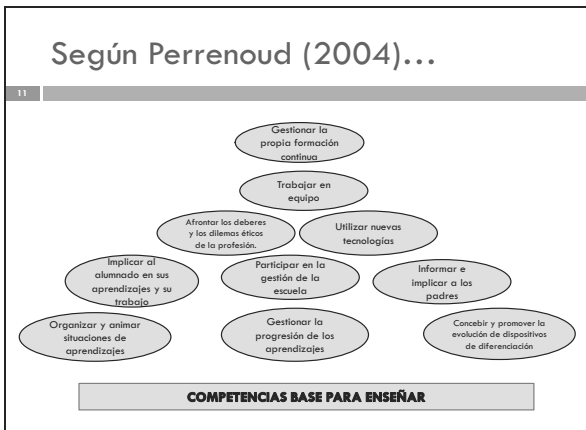 Según Perrenoud (2004)...
11
Gestionar la
propia formación
continua
Trabajar en
equipo
Afrontar los deberes
y los dilemas éticos
de la profesión.
Utilizar nuevas
tecnologías
Implicar al
alumnado en sus
aprendizajes y su
trabajo
Participar en la
gestión de la
escuela
Informar e
implicar a los
padres
Organizar y animar
situaciones de
aprendizajes
Gestionar la
progresión de los
aprendizajes
Concebir y promover la
evolución de dispositivos
de diferenciación
COMPETENCIAS BASE PARA ENSEÑAR